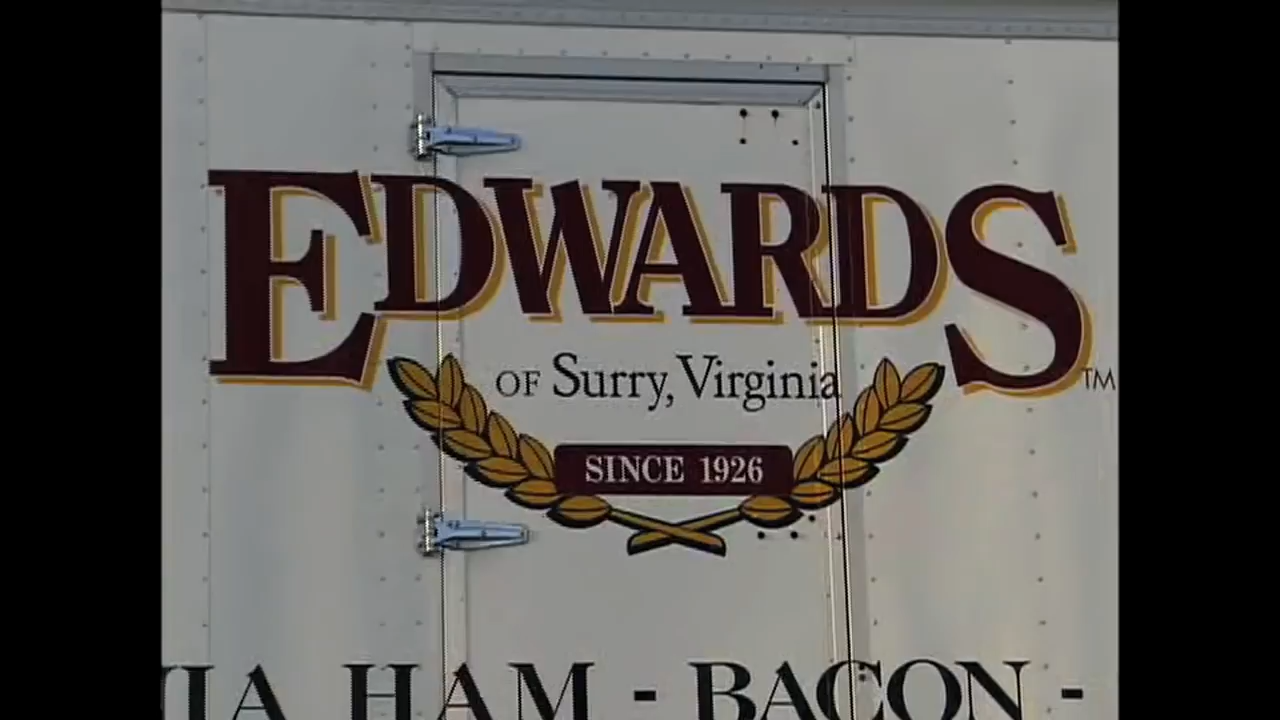 EDWARDS TM
OF Surry, Virginia
SINCE 1926
HAM - BACON -